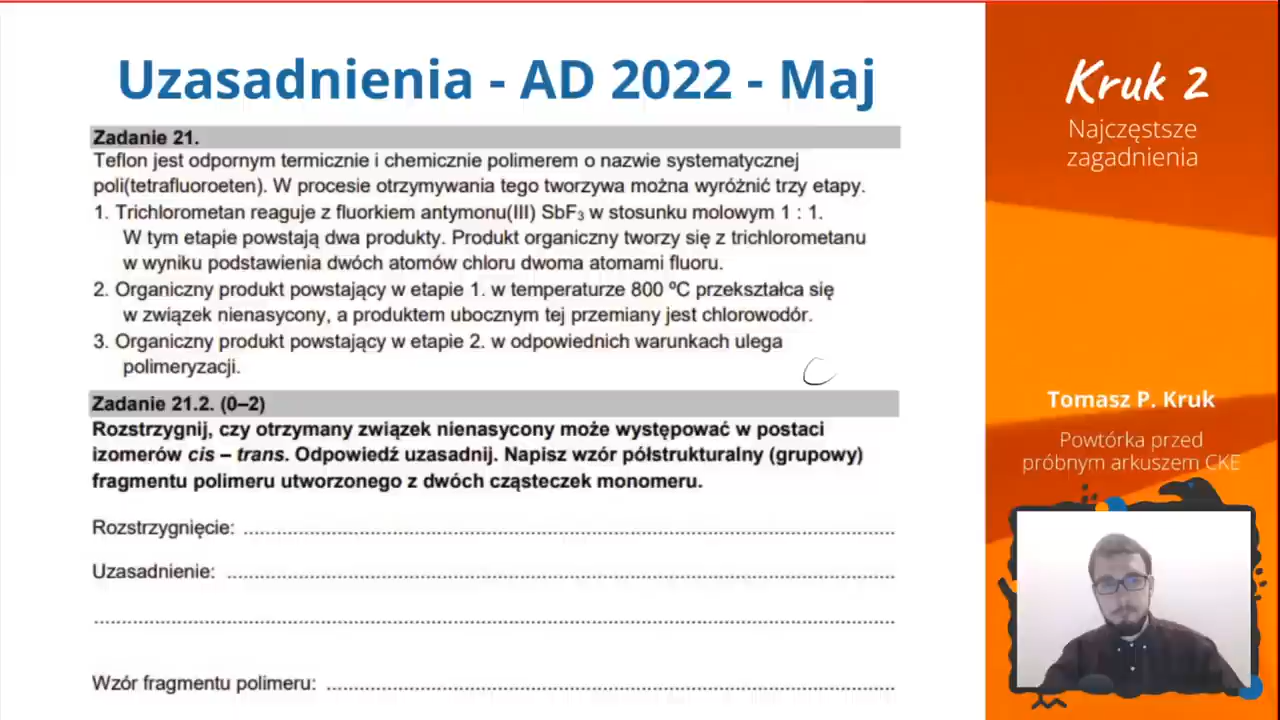 Uzasadnienia - AD 2022 - Maj
Zadanie 21.
Teflon jest odpornym termicznie i chemicznie polimerem o nazwie systematycznej
poli(tetrafluoroeten). W procesie otrzymywania tego tworzywa można wyróżnić trzy etapy.
1. Trichlorometan reaguje z fluorkiem antymonu(III) SbF₃ w stosunku molowym 1 : 1.
W tym etapie powstają dwa produkty. Produkt organiczny tworzy się z trichlorometanu
w wyniku podstawienia dwóch atomów chloru dwoma atomami fluoru.
2. Organiczny produkt powstający w etapie 1. w temperaturze 800 ºC przekształca się
w związek nienasycony, a produktem ubocznym tej przemiany jest chlorowodór.
3. Organiczny produkt powstający w etapie 2. w odpowiednich warunkach ulega
polimeryzacji.
Zadanie 21.2. (0–2)
Rozstrzygnij, czy otrzymany związek nienasycony może występować w postaci
izomerów cis – trans. Odpowiedź uzasadnij. Napisz wzór półstrukturalny (grupowy)
fragmentu polimeru utworzonego z dwóch cząsteczek monomeru.
Rozstrzygnięcie: ........................................................................
Uzasadnienie: ........................................................................
........................................................................
Wzór fragmentu polimeru: ........................................................................
Kruk 2
Najczęstsze
zagadnienia
Tomasz P. Kruk
Powtórka przed
próbnym arkuszem CKE